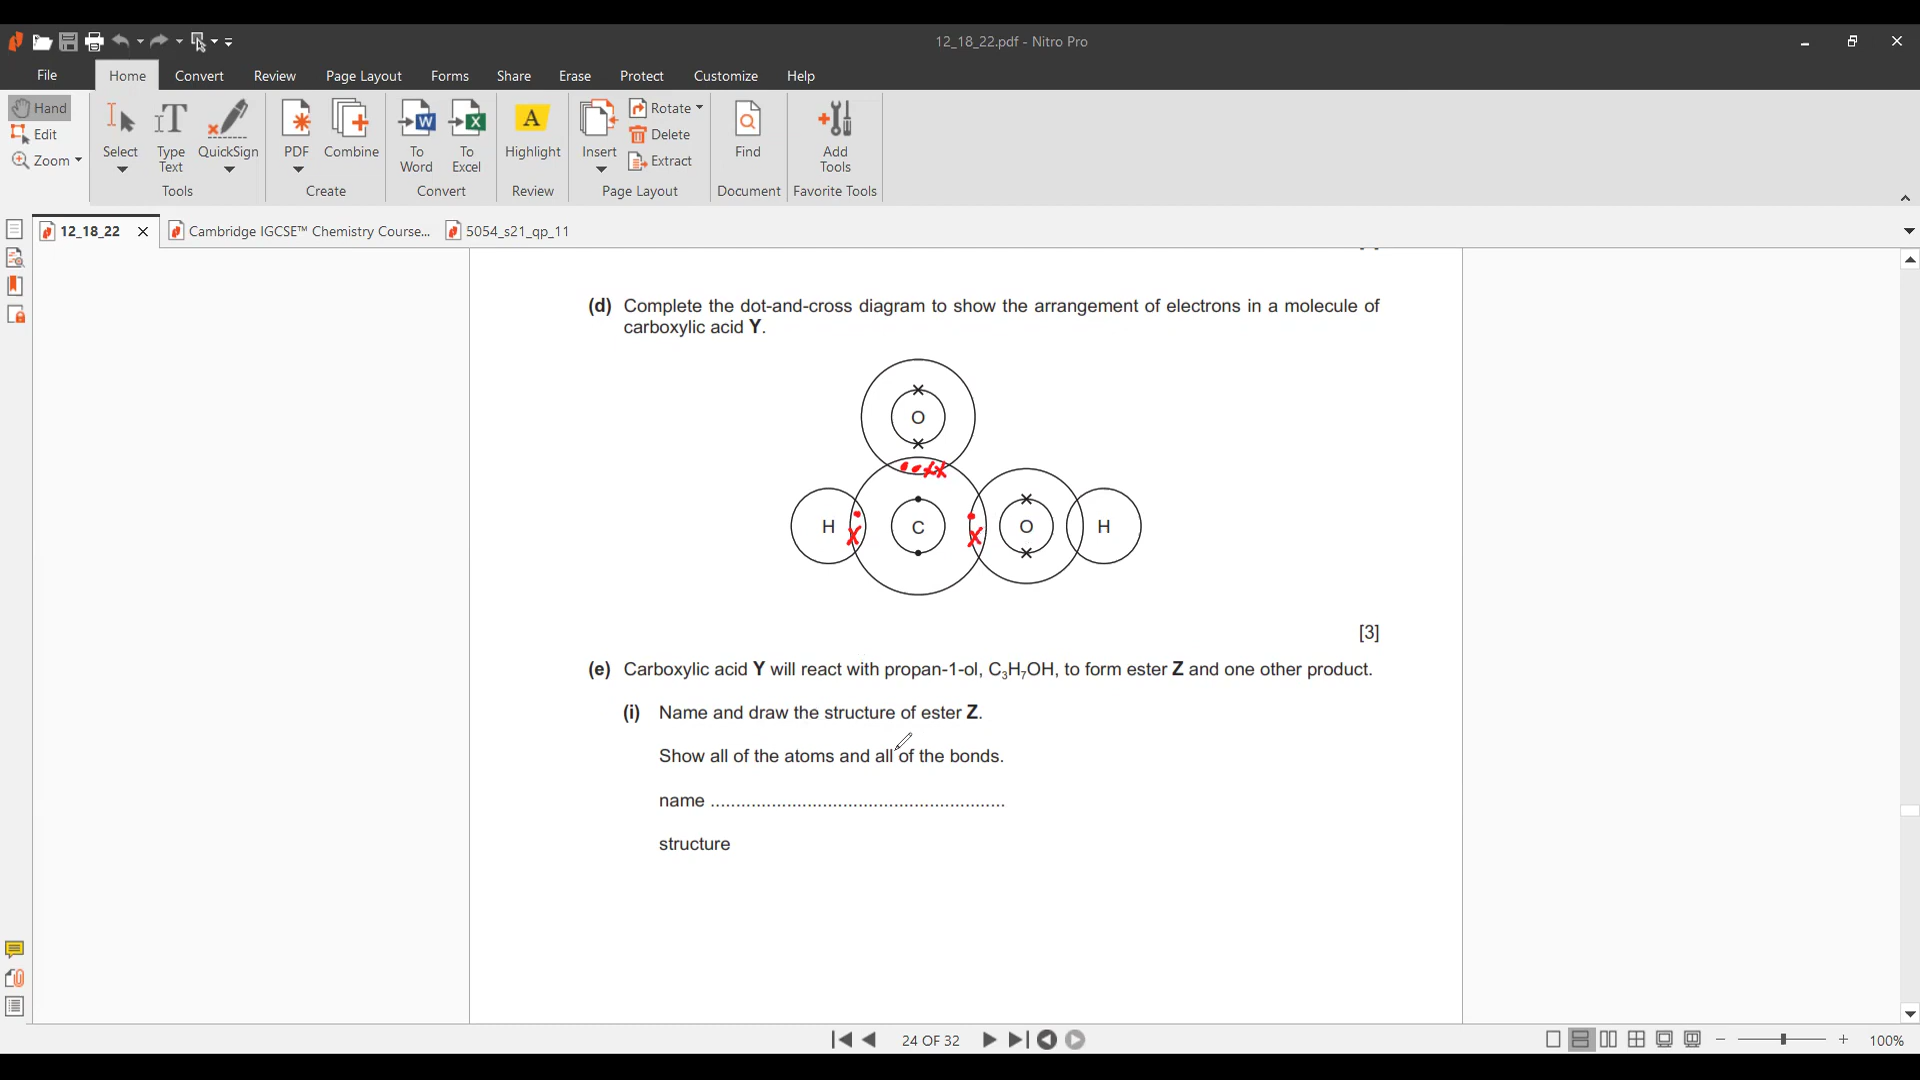 12_18_22.pdf - Nitro Pro
File Home Convert Review Page Layout Forms Share Erase Protect Customize Help
Hand
Edit
Zoom
Select
Type Text
QuickSign
Tools
PDF
Combine
Create
To Word
To Excel
Convert
A
Highlight
Review
Insert
Rotate
Delete
Extract
Page Layout
Find
Document
Add Tools
Favorite Tools
12_18_22
Cambridge IGCSE™ Chemistry Course...
5054_s21_qp_11
(d) Complete the dot-and-cross diagram to show the arrangement of electrons in a molecule of
carboxylic acid Y.
O
H C O H
[3]
(e) Carboxylic acid Y will react with propan-1-ol, C₃H₇OH, to form ester Z and one other product.
(i) Name and draw the structure of ester Z.
Show all of the atoms and all of the bonds.
name .........................................................
structure
24 OF 32
100%